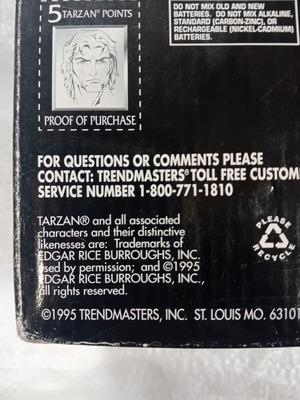 5 TARZAN® POINTS
PROOF OF PURCHASE
DO NOT MIX OLD AND NEW
BATTERIES. DO NOT MIX ALKALINE,
STANDARD (CARBON-ZINC), OR
RECHARGEABLE (NICKEL-CADMIUM)
BATTERIES.
FOR QUESTIONS OR COMMENTS PLEASE
CONTACT: TRENDMASTERS® TOLL FREE CUSTOM
SERVICE NUMBER 1-800-771-1810
TARZAN® and all associated
characters and their distinctive
likenesses are: Trademarks of
EDGAR RICE BURROUGHS, INC.
used by permission; and ©1995
EDGAR RICE BURROUGHS, INC.,
all rights reserved.
PLEASE
RECYCLE
©1995 TRENDMASTERS, INC. ST. LOUIS MO. 63101